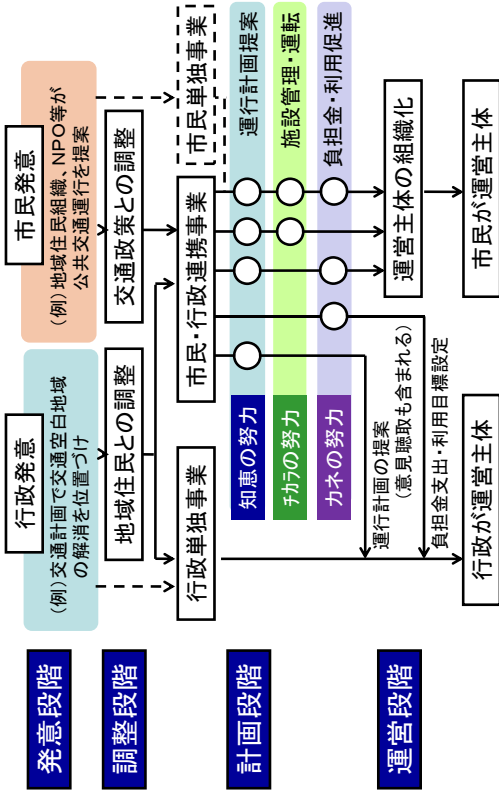 発意段階
行政発意
(例)交通計画で交通空白地域
の解消を位置づけ
市民発意
(例)地域住民組織、NPO等が
公共交通運行を提案
調整段階
地域住民との調整
交通政策との調整
計画段階
行政単独事業
市民・行政連携事業
市民単独事業
知恵の努力
運行計画提案
チカラの努力
施設管理・運転
カネの努力
負担金・利用促進
運行計画の提案
(意見聴取も含まれる)
負担金支出・利用目標設定
運営段階
運営主体の組織化
行政が運営主体
市民が運営主体